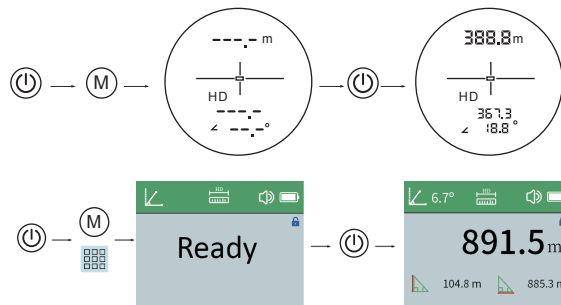 ----.- m
M
HD
----.-
∠ ---.-°
388.8m
HD
367.3
∠ 18.8°
M
HD
Ready
6.7° HD
891.5m
104.8 m 885.3 m